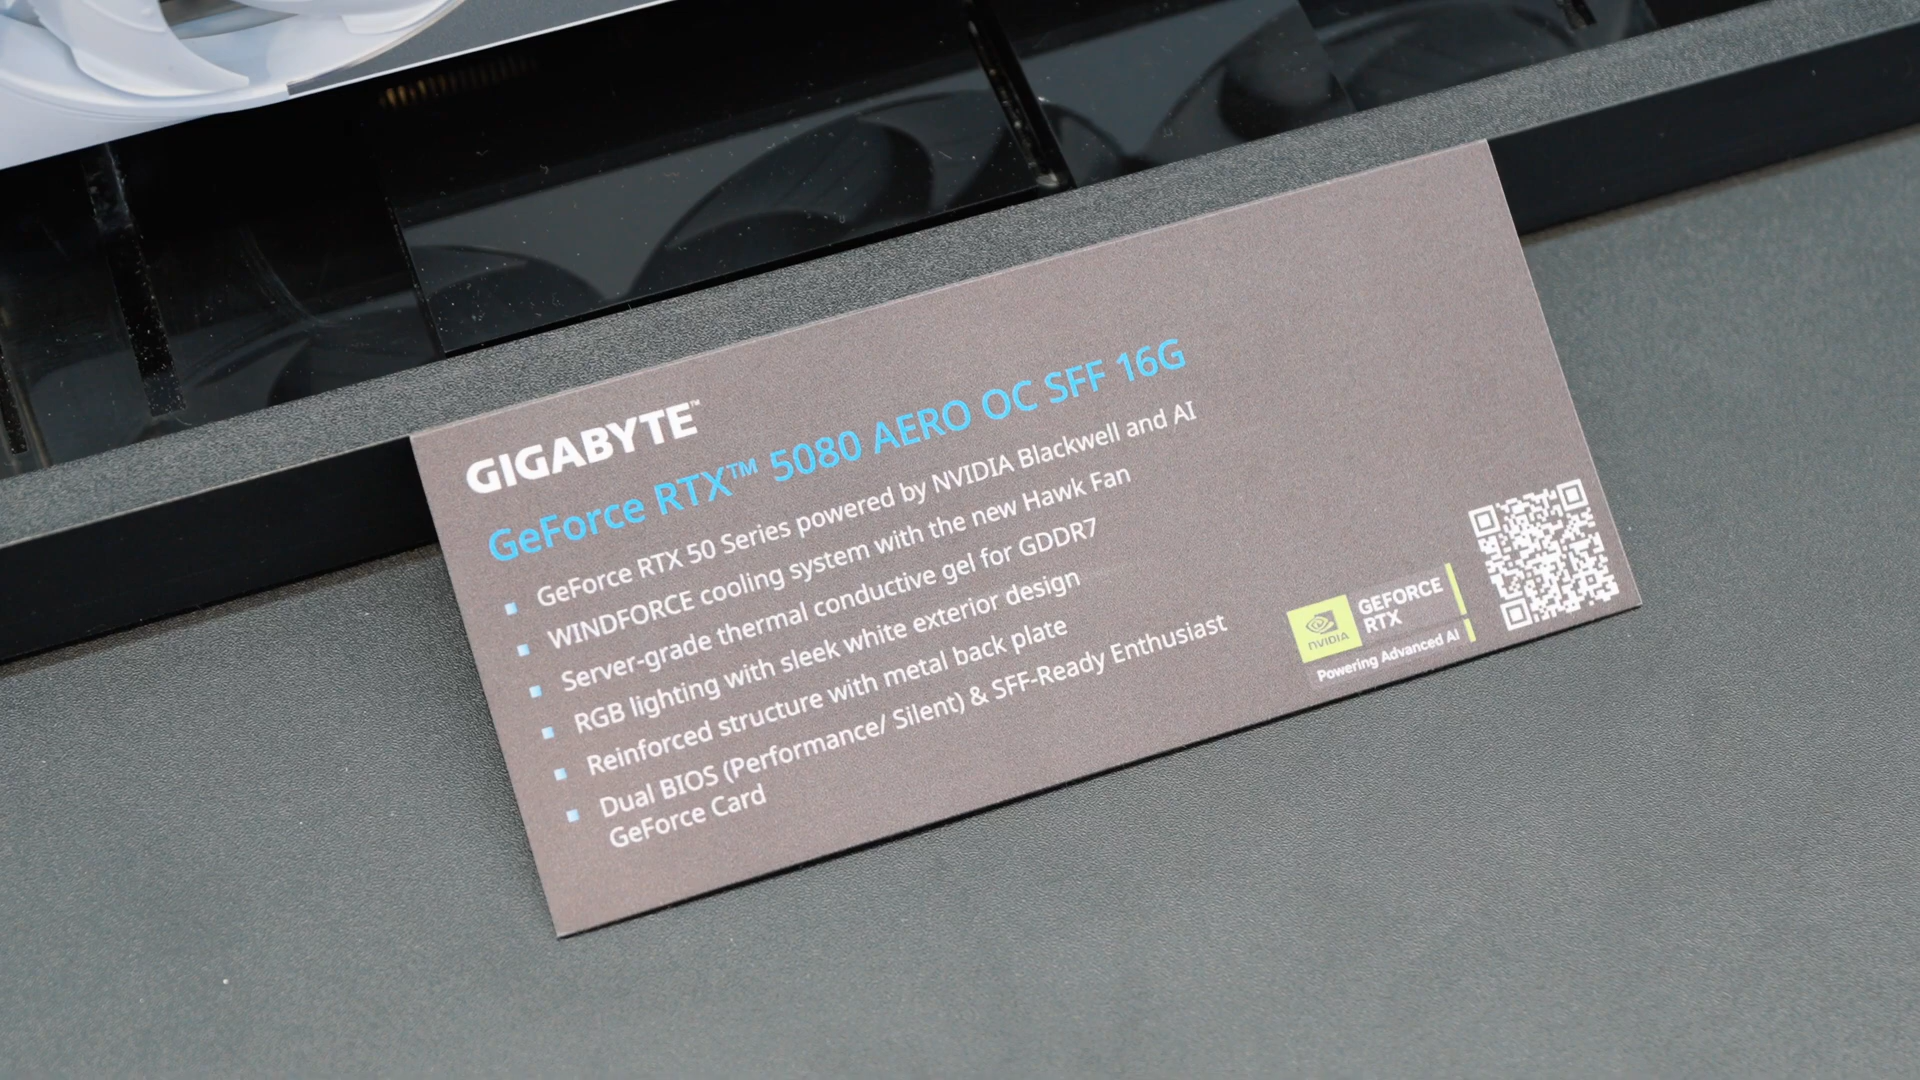 GIGABYTE™
GeForce RTX™ 5080 AERO OC SFF 16G
▪ GeForce RTX 50 Series powered by NVIDIA Blackwell and AI
▪ WINDFORCE cooling system with the new Hawk Fan
▪ Server-grade thermal conductive gel for GDDR7
▪ RGB lighting with sleek white exterior design
▪ Reinforced structure with metal back plate
▪ Dual BIOS (Performance/ Silent) & SFF-Ready Enthusiast
GeForce Card
NVIDIA
GEFORCE
RTX
Powering Advanced AI